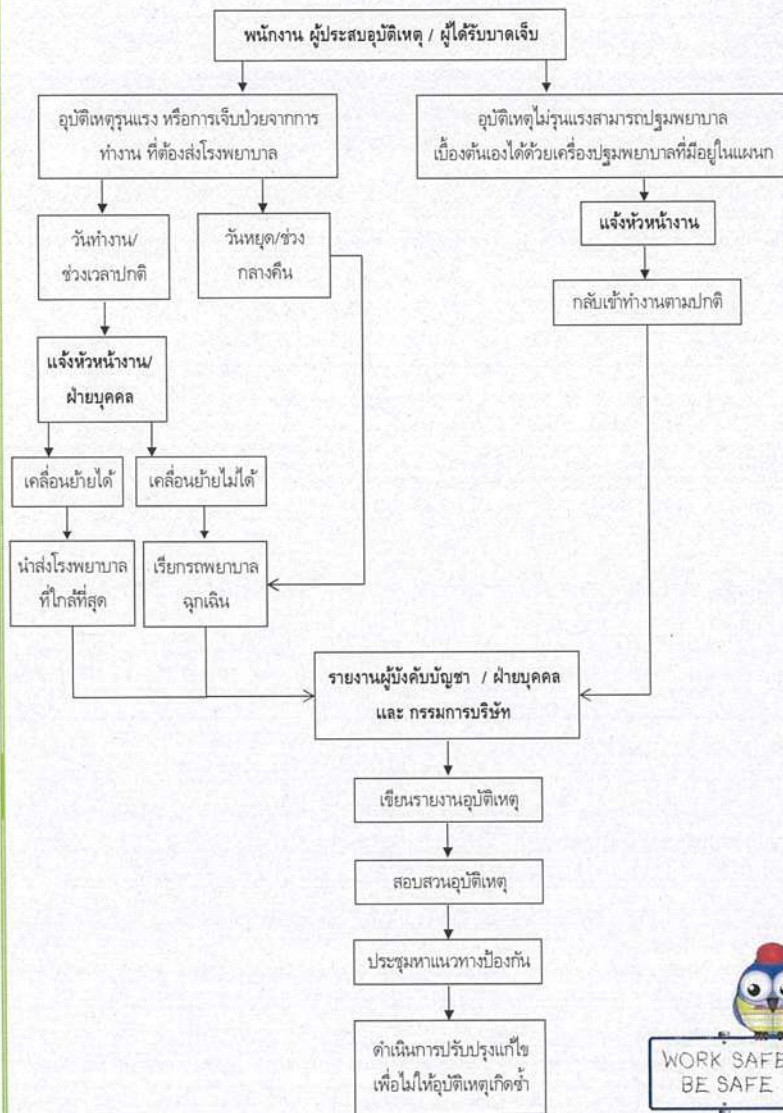 พนักงาน ผู้ประสบอุบัติเหตุ / ผู้ได้รับบาดเจ็บ
อุบัติเหตุรุนแรง หรือการเจ็บป่วยจากการ
ทำงาน ที่ต้องส่งโรงพยาบาล
อุบัติเหตุไม่รุนแรงสามารถปฐมพยาบาล
เบื้องต้นเองได้ด้วยเครื่องปฐมพยาบาลที่มีอยู่ในแผนก
วันทำงาน/
ช่วงเวลาปกติ
วันหยุด/ช่วง
กลางคืน
แจ้งหัวหน้างาน
กลับเข้าทำงานตามปกติ
แจ้งหัวหน้างาน/
ฝ่ายบุคคล
เคลื่อนย้ายได้
เคลื่อนย้ายไม่ได้
นำส่งโรงพยาบาล
ที่ใกล้ที่สุด
เรียกรถพยาบาล
ฉุกเฉิน
รายงานผู้บังคับบัญชา / ฝ่ายบุคคล
และ กรรมการบริษัท
เขียนรายงานอุบัติเหตุ
สอบสวนอุบัติเหตุ
ประชุมหาแนวทางป้องกัน
ดำเนินการปรับปรุงแก้ไข
เพื่อไม่ให้อุบัติเหตุเกิดซ้ำ
WORK SAFE
BE SAFE